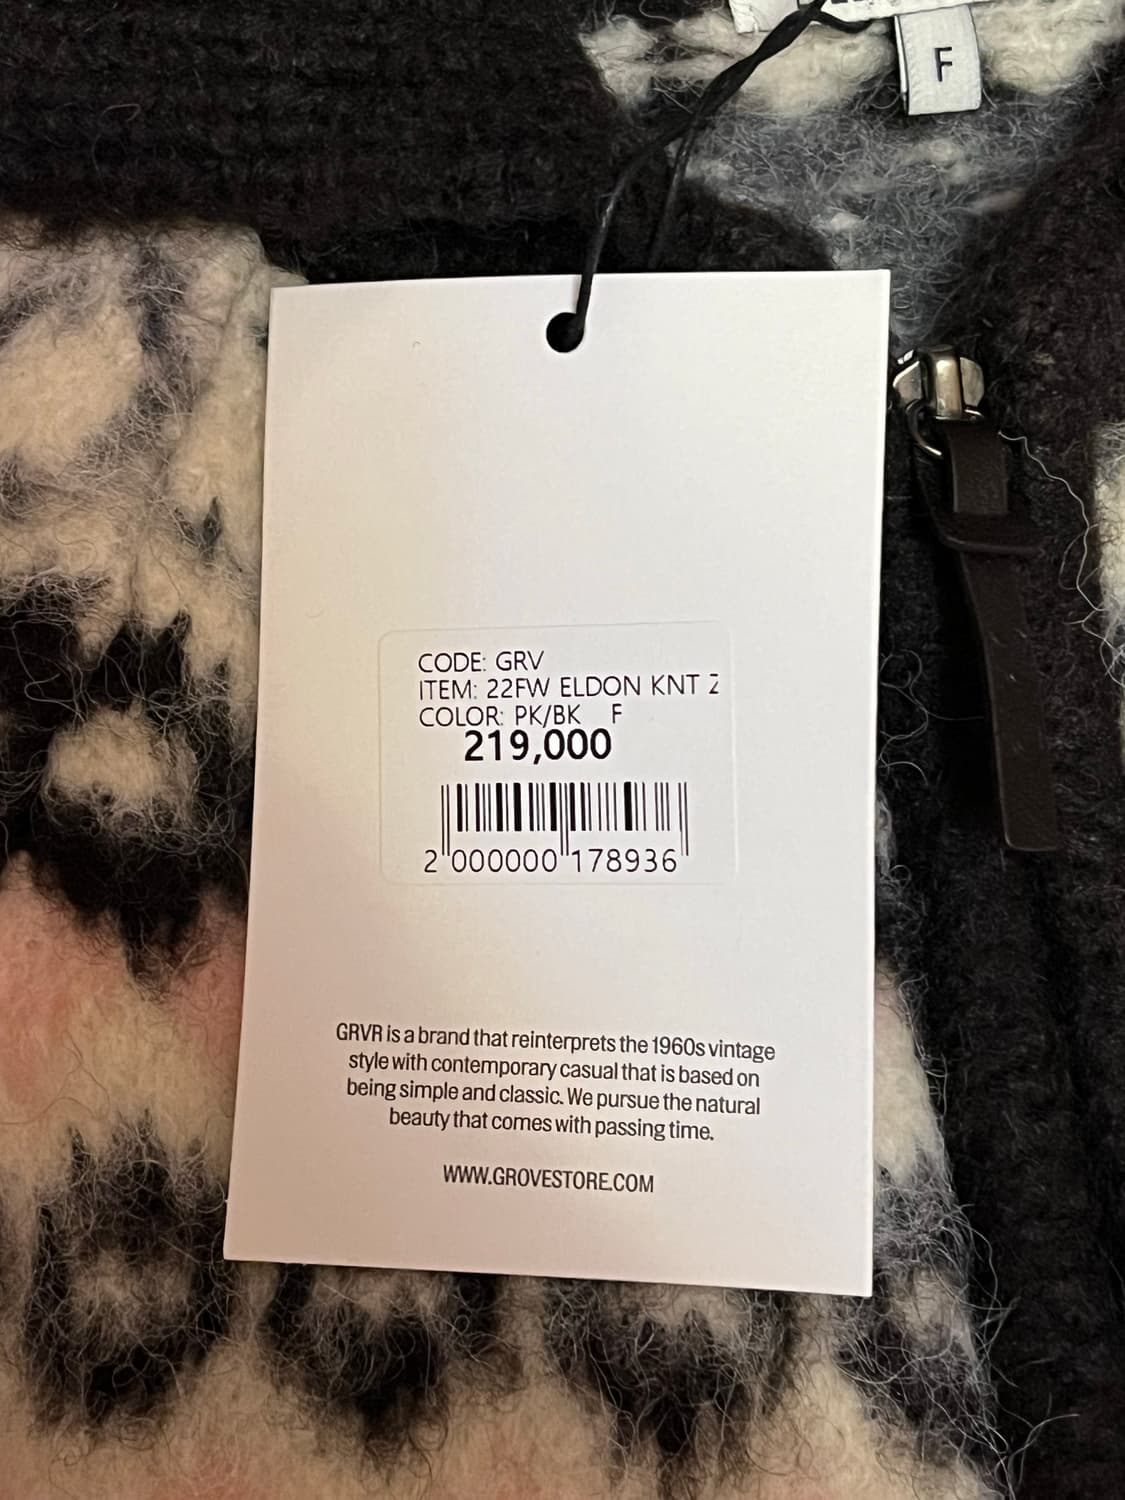 F
CODE: GRV
ITEM: 22FW ELDON KNT Z
COLOR: PK/BK F
219,000
2 000000 178936
GRVR is a brand that reinterprets the 1960s vintage
style with contemporary casual that is based on
being simple and classic. We pursue the natural
beauty that comes with passing time.
WWW.GROVESTORE.COM